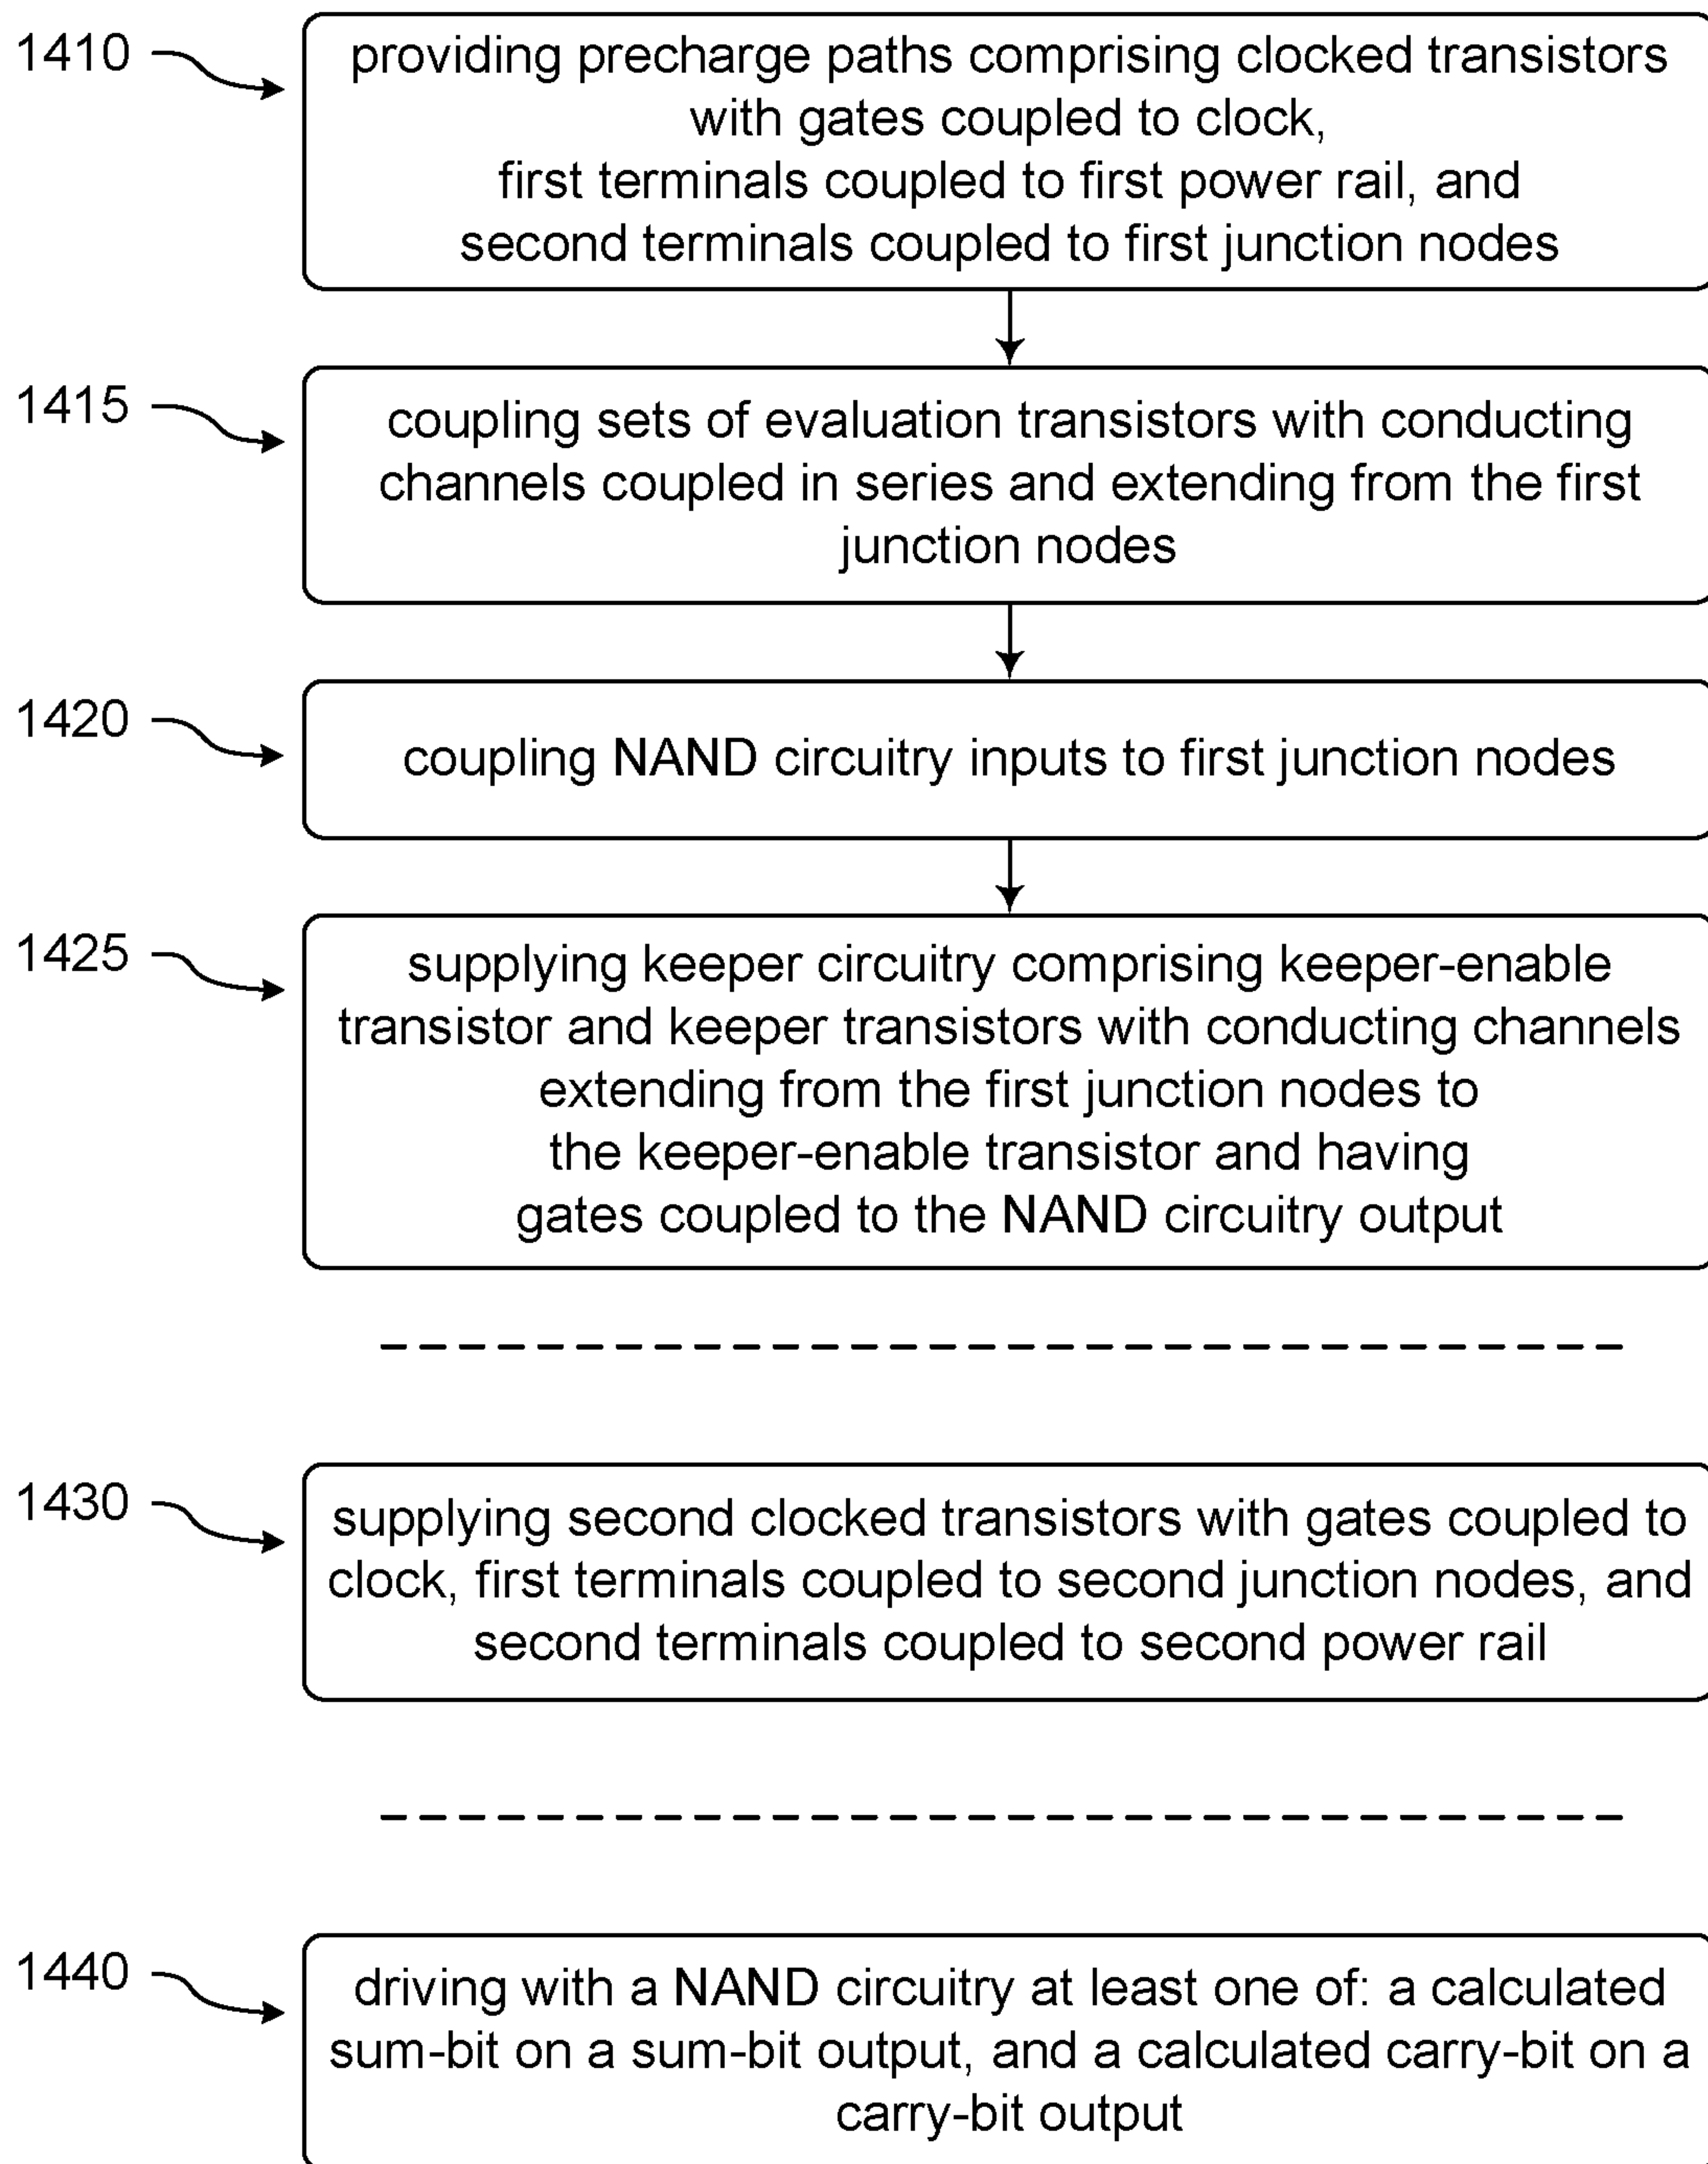 1410
providing precharge paths comprising clocked transistors
with gates coupled to clock,
first terminals coupled to first power rail, and
second terminals coupled to first junction nodes
1415
coupling sets of evaluation transistors with conducting
channels coupled in series and extending from the first
junction nodes
1420
coupling NAND circuitry inputs to first junction nodes
1425
supplying keeper circuitry comprising keeper-enable
transistor and keeper transistors with conducting channels
extending from the first junction nodes to
the keeper-enable transistor and having
gates coupled to the NAND circuitry output
1430
supplying second clocked transistors with gates coupled to
clock, first terminals coupled to second junction nodes, and
second terminals coupled to second power rail
1440
driving with a NAND circuitry at least one of: a calculated
sum-bit on a sum-bit output, and a calculated carry-bit on a
carry-bit output